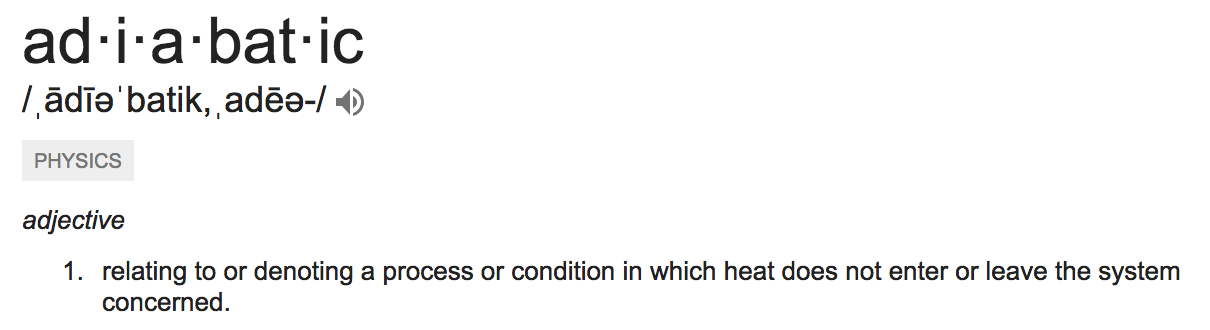 ad·i·a·bat·ic
/ˌādīəˈbatik,ˌadēə-/
PHYSICS
adjective
1. relating to or denoting a process or condition in which heat does not enter or leave the system
concerned.